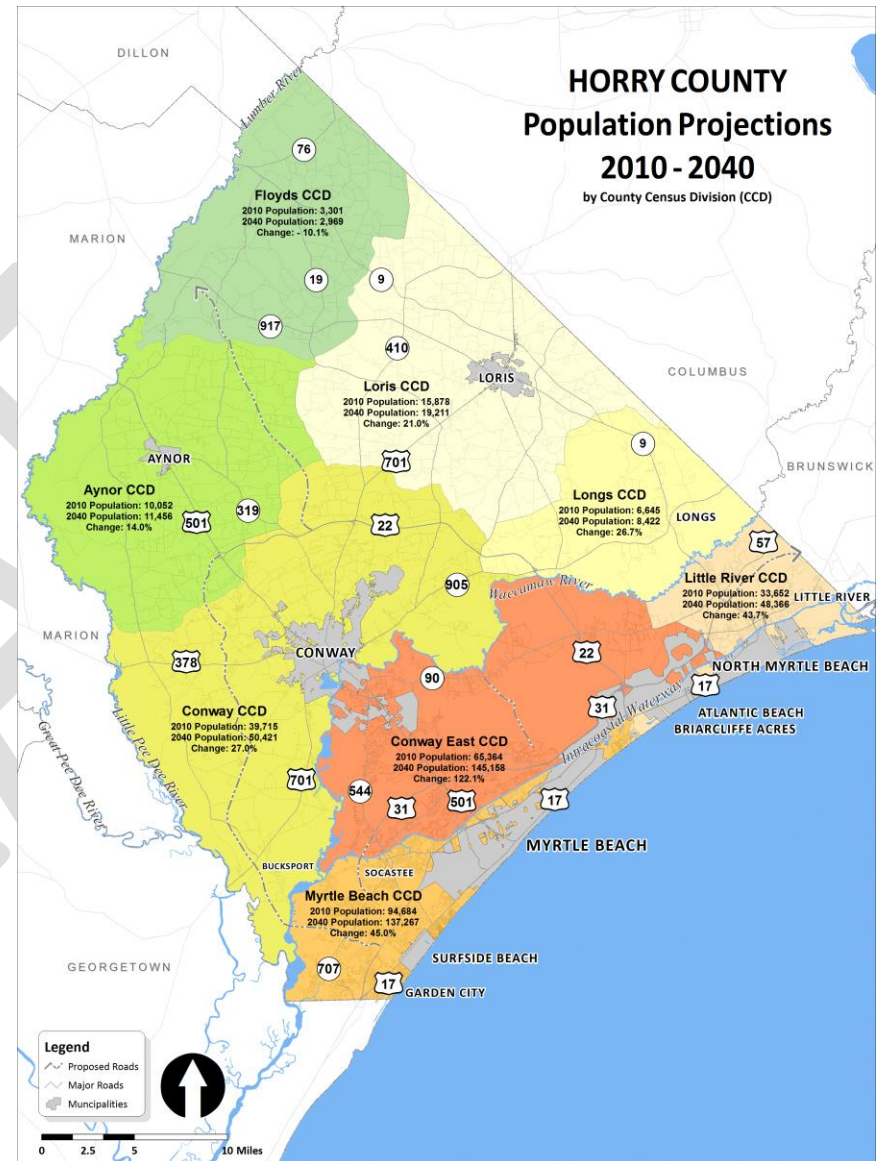 HORRY COUNTY
Population Projections
2010 - 2040
by County Census Division (CCD)
DILLON
Lumber River
76
Floyds CCD
2010 Population: 3,301
2040 Population: 2,969
Change: - 10.1%
MARION
19
9
917
410
LORIS
COLUMBUS
Loris CCD
2010 Population: 15,878
2040 Population: 19,211
Change: 21.0%
701
9
BRUNSWICK
AYNOR
Aynor CCD
2010 Population: 10,052
2040 Population: 11,456
Change: 14.0%
501
319
22
Longs CCD
2010 Population: 6,645
2040 Population: 8,422
Change: 26.7%
LONGS
57
905
Waccamaw River
Little River CCD
2010 Population: 33,652
2040 Population: 48,366
Change: 43.7%
LITTLE RIVER
MARION
378
CONWAY
90
22
NORTH MYRTLE BEACH
17
31
Intracoastal Waterway
ATLANTIC BEACH
BRIARCLIFFE ACRES
Conway CCD
2010 Population: 39,715
2040 Population: 50,421
Change: 27.0%
Little Pee Dee River
Great Pee Dee River
701
Conway East CCD
2010 Population: 65,364
2040 Population: 145,158
Change: 122.1%
544
31
501
17
MYRTLE BEACH
BUCKSPORT
SOCASTEE
Myrtle Beach CCD
2010 Population: 94,684
2040 Population: 137,267
Change: 45.0%
GEORGETOWN
707
17
SURFSIDE BEACH
GARDEN CITY
Legend
Proposed Roads
Major Roads
Muncipalities
0 2.5 5 10 Miles